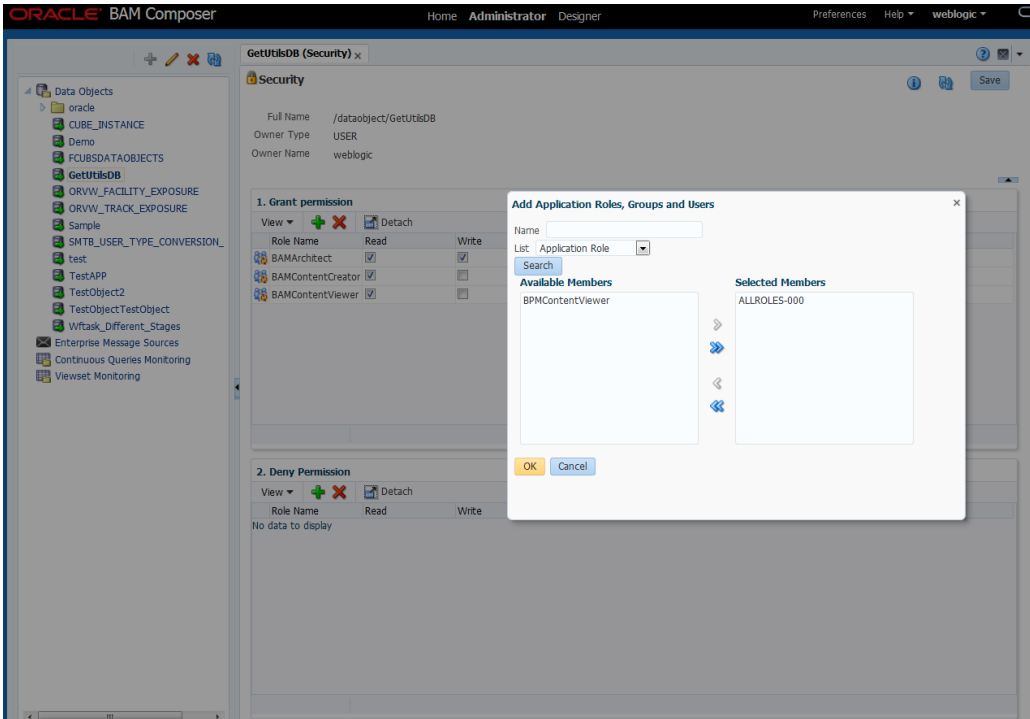 ORACLE BAM Composer
Home Administrator Designer
Preferences Help weblogic
GetUtilsDB (Security)
Security
Save
Data Objects
oracle
CUBE_INSTANCE
Demo
FCUBSDATAOBJECTS
GetUtilsDB
ORVW_FACILITY_EXPOSURE
ORVW_TRACK_EXPOSURE
Sample
SMTB_USER_TYPE_CONVERSION_
test
TestAPP
TestObject2
TestObjectTestObject
Wftask_Different_Stages
Enterprise Message Sources
Continuous Queries Monitoring
Viewset Monitoring
Full Name /dataobject/GetUtilsDB
Owner Type USER
Owner Name weblogic
1. Grant permission
View Detach
Role Name Read Write
BAMArchitect
BAMContentCreator
BAMContentViewer
2. Deny Permission
View Detach
Role Name Read Write
No data to display
Add Application Roles, Groups and Users
Name
List Application Role
Search
Available Members Selected Members
BPMContentViewer ALLROLES-000
OK Cancel